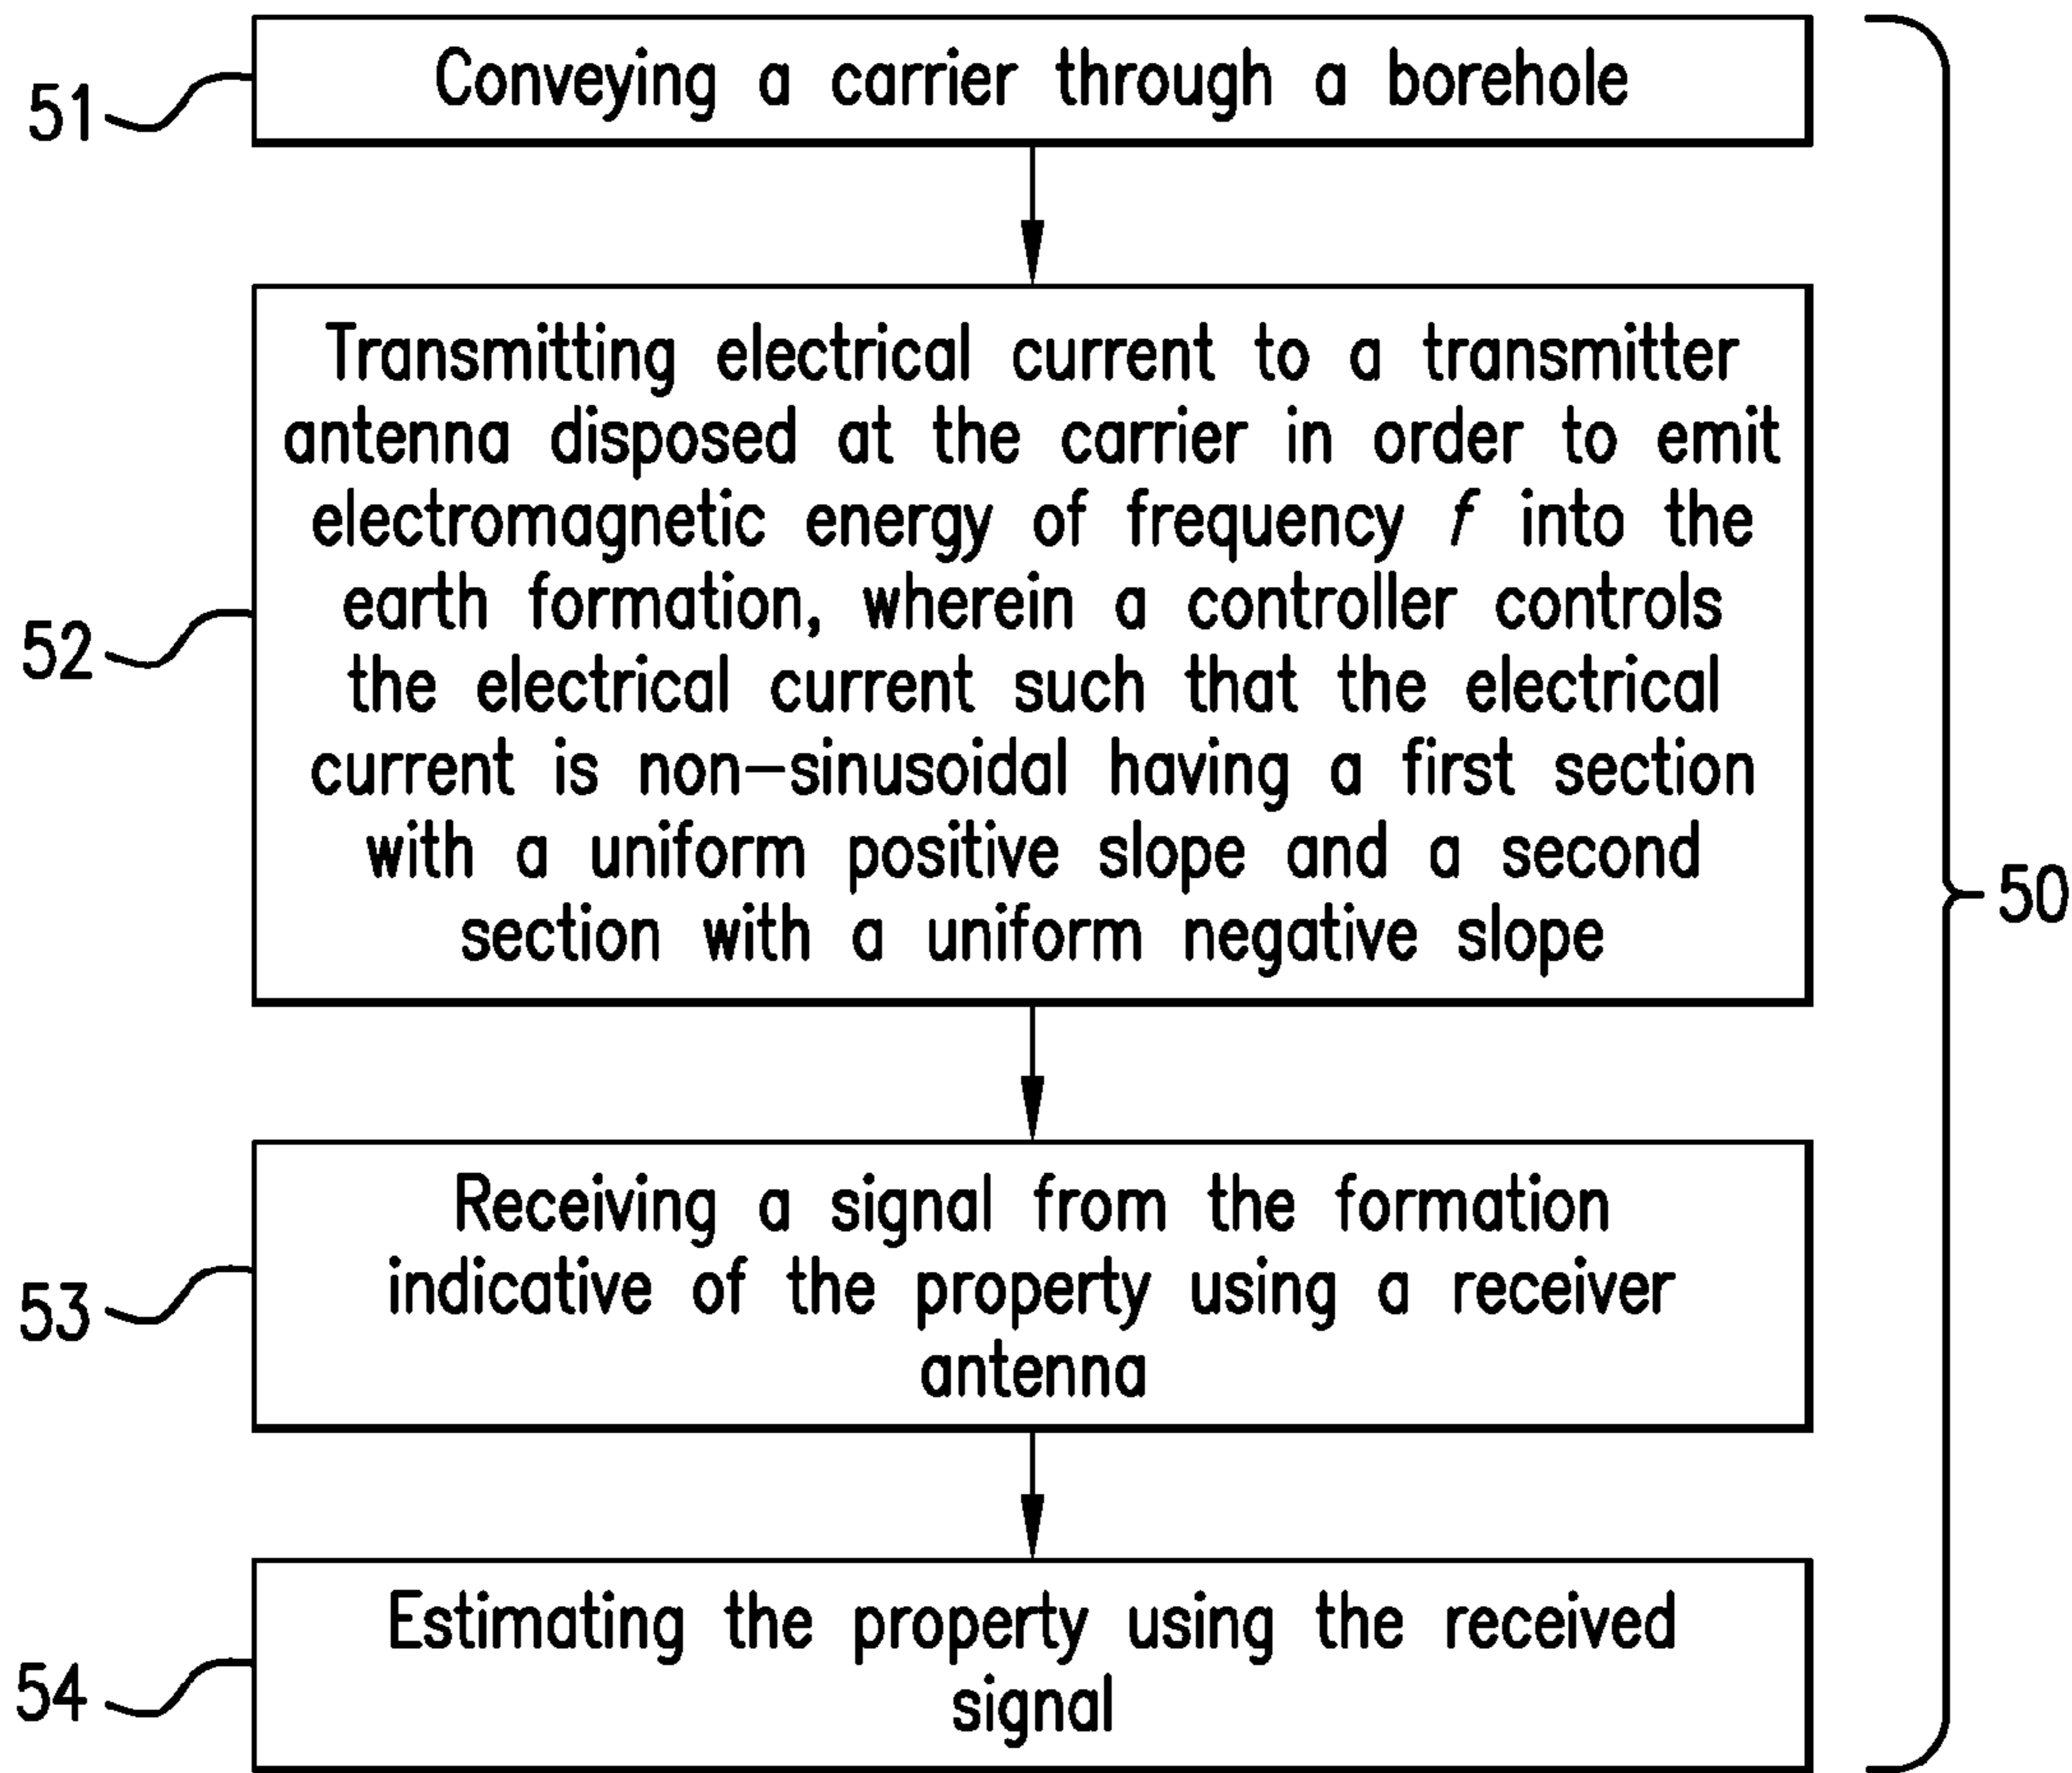 51
Conveying a carrier through a borehole
52
Transmitting electrical current to a transmitter
antenna disposed at the carrier in order to emit
electromagnetic energy of frequency f into the
earth formation, wherein a controller controls
the electrical current such that the electrical
current is non-sinusoidal having a first section
with a uniform positive slope and a second
section with a uniform negative slope
50
53
Receiving a signal from the formation
indicative of the property using a receiver
antenna
54
Estimating the property using the received
signal